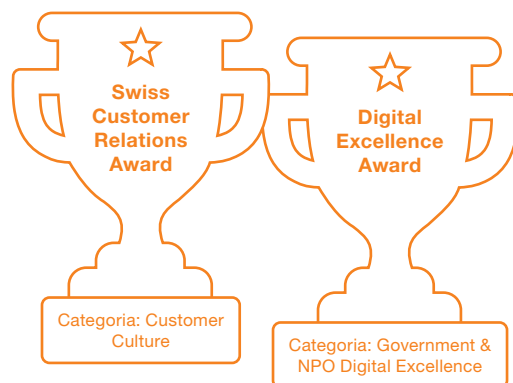 Swiss
Customer
Relations
Award
Categoria: Customer
Culture
Digital
Excellence
Award
Categoria: Government &
NPO Digital Excellence